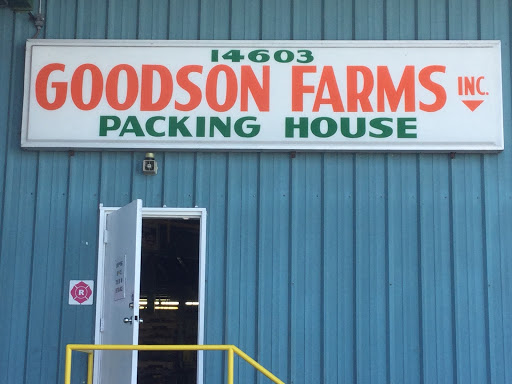 14603
GOODSON FARMS INC.
PACKING HOUSE
R